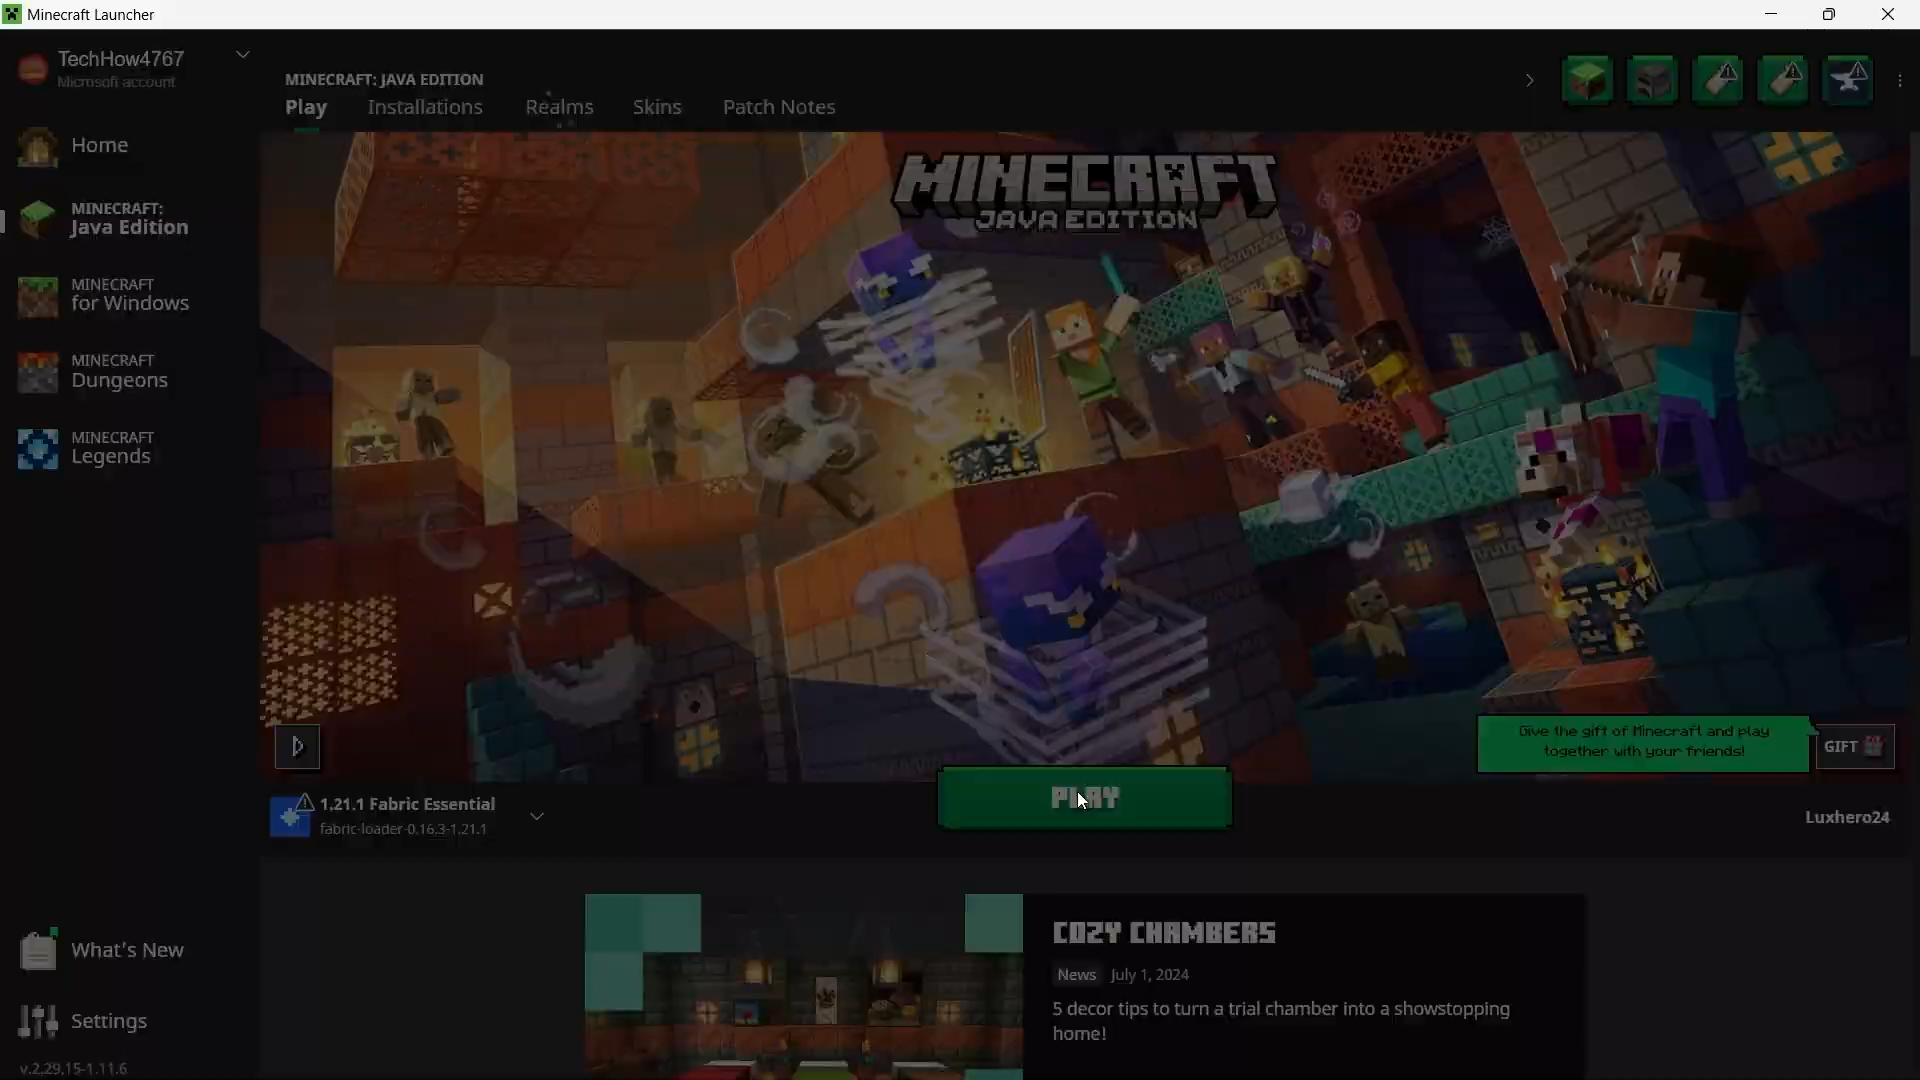 Minecraft Launcher
TechHow4767
Microsoft account
Home
MINECRAFT:
Java Edition
MINECRAFT
for Windows
MINECRAFT
Dungeons
MINECRAFT
Legends
What's New
Settings
v.2.29.15-1.11.6
MINECRAFT: JAVA EDITION
Play
Installations
Realms
Skins
Patch Notes
MINECRAFT
JAVA EDITION
Give the gift of Minecraft and play
together with your friends!
GIFT
1.21.1 Fabric Essential
fabric-loader-0.16.3-1.21.1
PLAY
Luxhero24
COZY CHAMBERS
News July 1, 2024
5 decor tips to turn a trial chamber into a showstopping
home!